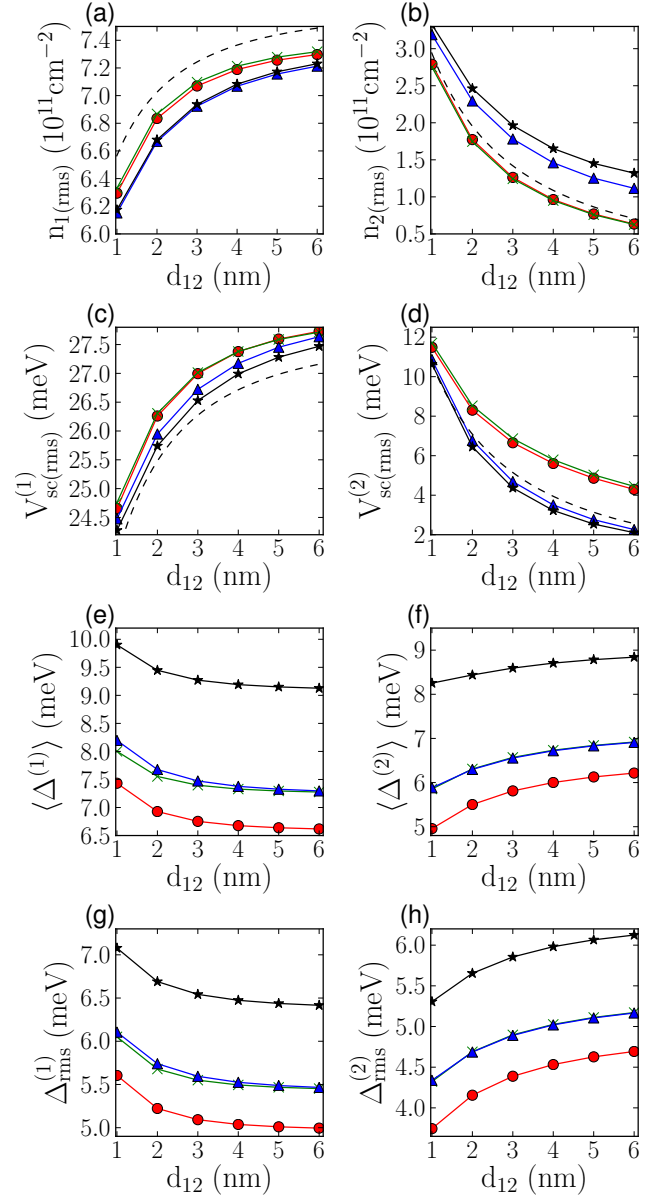 (a)
7.4
7.2
7.0
6.8
6.6
6.4
6.2
6.0
n₁₍rms₎ (10¹¹cm⁻²)
1 2 3 4 5 6
d₁₂ (nm)
(b)
3.0
2.5
2.0
1.5
1.0
0.5
n₂₍rms₎ (10¹¹cm⁻²)
1 2 3 4 5 6
d₁₂ (nm)
(c)
27.5
27.0
26.5
26.0
25.5
25.0
24.5
V_sc(rms)^(1) (meV)
1 2 3 4 5 6
d₁₂ (nm)
(d)
12
10
8
6
4
2
V_sc(rms)^(2) (meV)
1 2 3 4 5 6
d₁₂ (nm)
(e)
10.0
9.5
9.0
8.5
8.0
7.5
7.0
6.5
⟨Δ⁽¹⁾⟩ (meV)
1 2 3 4 5 6
d₁₂ (nm)
(f)
9
8
7
6
5
⟨Δ⁽²⁾⟩ (meV)
1 2 3 4 5 6
d₁₂ (nm)
(g)
7.0
6.5
6.0
5.5
5.0
Δ_rms^(1) (meV)
1 2 3 4 5 6
d₁₂ (nm)
(h)
6.0
5.5
5.0
4.5
4.0
Δ_rms^(2) (meV)
1 2 3 4 5 6
d₁₂ (nm)